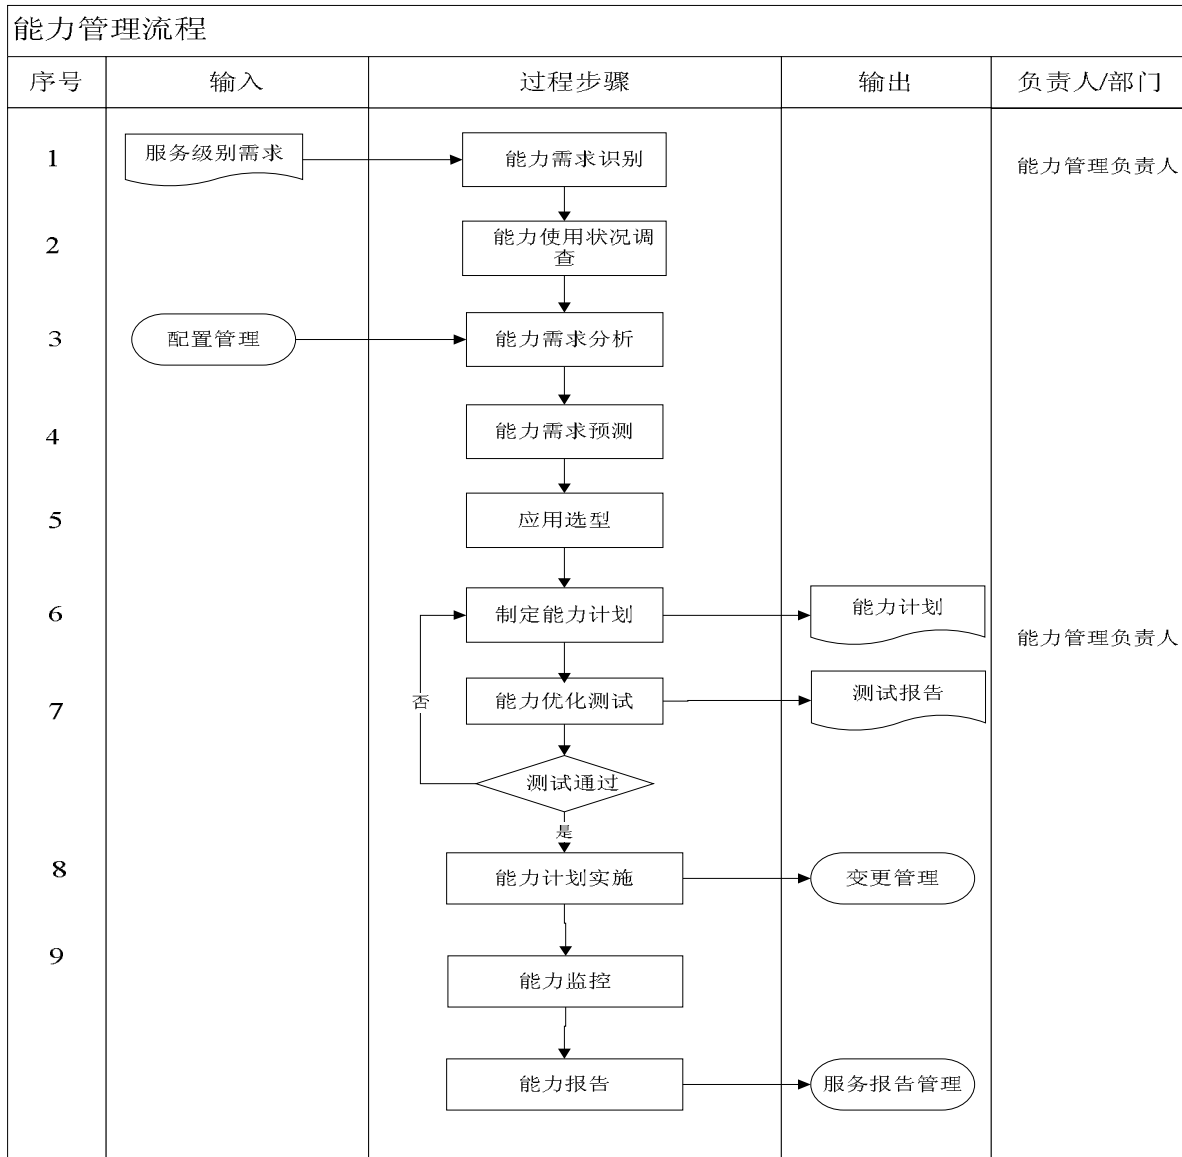 能力管理流程
序号 输入 过程步骤 输出 负责人/部门
1 服务级别需求 能力需求识别 能力管理负责人
2 能力使用状况调
查
3 配置管理 能力需求分析
4 能力需求预测
5 应用选型
6 制定能力计划 能力计划
能力管理负责人
否 7 能力优化测试 测试报告
测试通过
是
8 能力计划实施 变更管理
9 能力监控
能力报告 服务报告管理